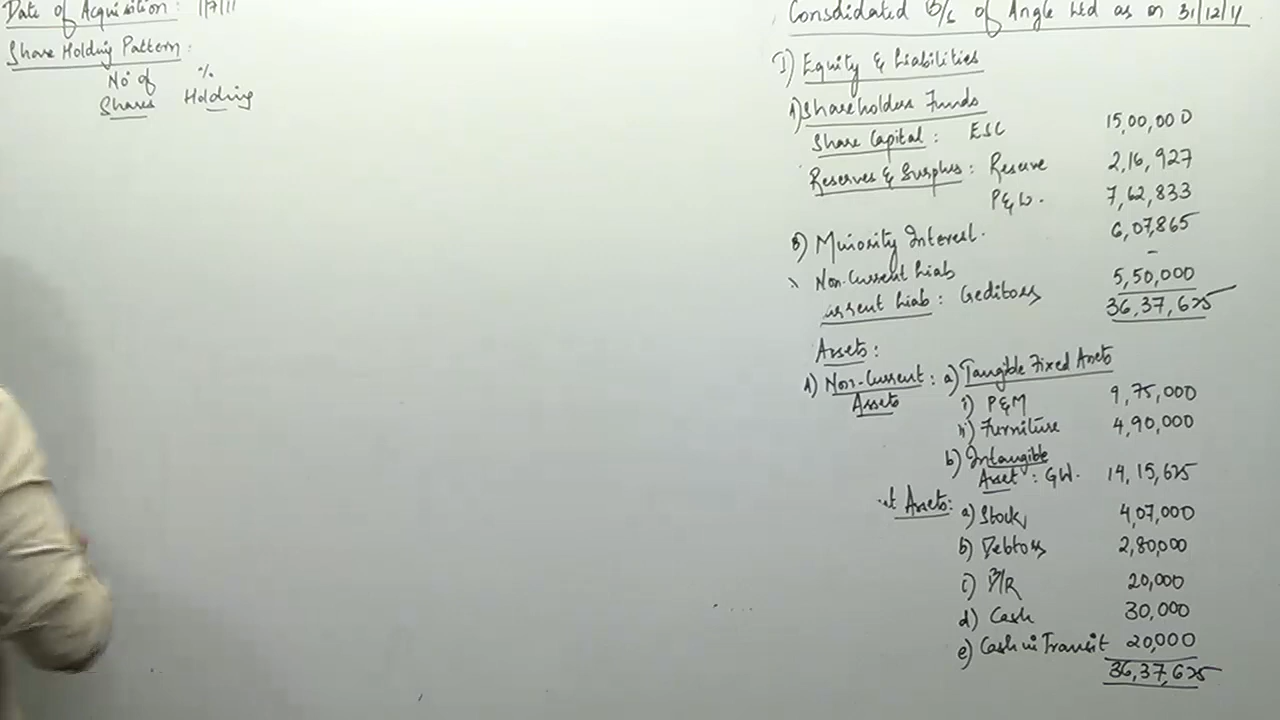 Date of Acquisition: 1/7/11
Share Holding Pattern:
No of Shares % Holding
Consolidated B/S of Angle Ltd as on 31/12/11
I) Equity & Liabilities
1) Shareholders Funds
Share Capital: ESC 15,00,000
Reserves & Surplus: Reserve 2,16,927
P&L. 7,62,833
Minority Interest. 6,07,865
Non-Current Liab -
Current Liab: Creditors 5,50,000
36,37,625
Assets:
1) Non-Current Assets: a) Tangible Fixed Assets
i) P&M 9,75,000
ii) Furniture 4,90,000
b) Intangible
Asset: GW. 14,15,625
Assets: a) Stock 4,07,000
b) Debtors 2,80,000
c) B/R 20,000
d) Cash 30,000
e) Cash in Transit 20,000
36,37,625